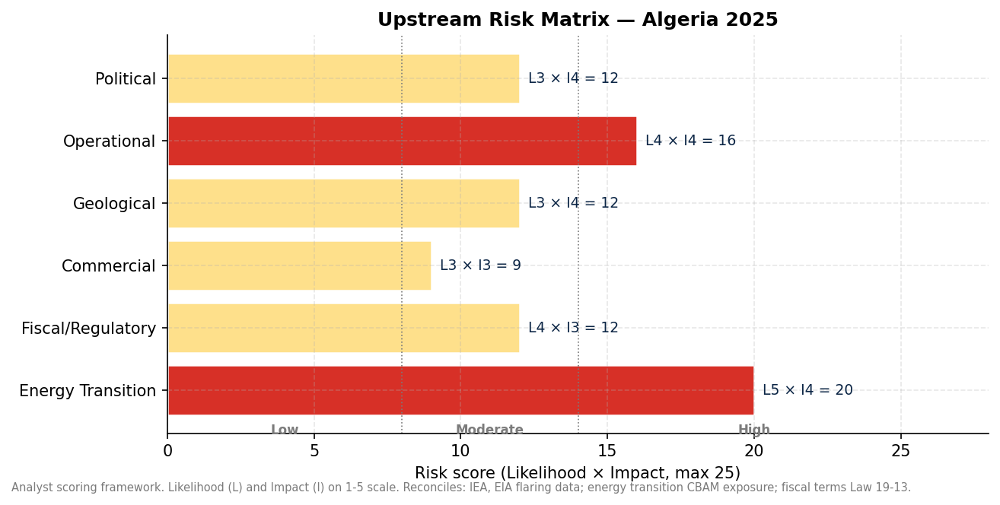 Upstream Risk Matrix — Algeria 2025
Political
L3 × I4 = 12
Operational
L4 × I4 = 16
Geological
L3 × I4 = 12
Commercial
L3 × I3 = 9
Fiscal/Regulatory
L4 × I3 = 12
Energy Transition
L5 × I4 = 20
Low Moderate High
0 5 10 15 20 25
Risk score (Likelihood × Impact, max 25)
Analyst scoring framework. Likelihood (L) and Impact (I) on 1-5 scale. Reconciles: IEA, EIA flaring data; energy transition CBAM exposure; fiscal terms Law 19-13.